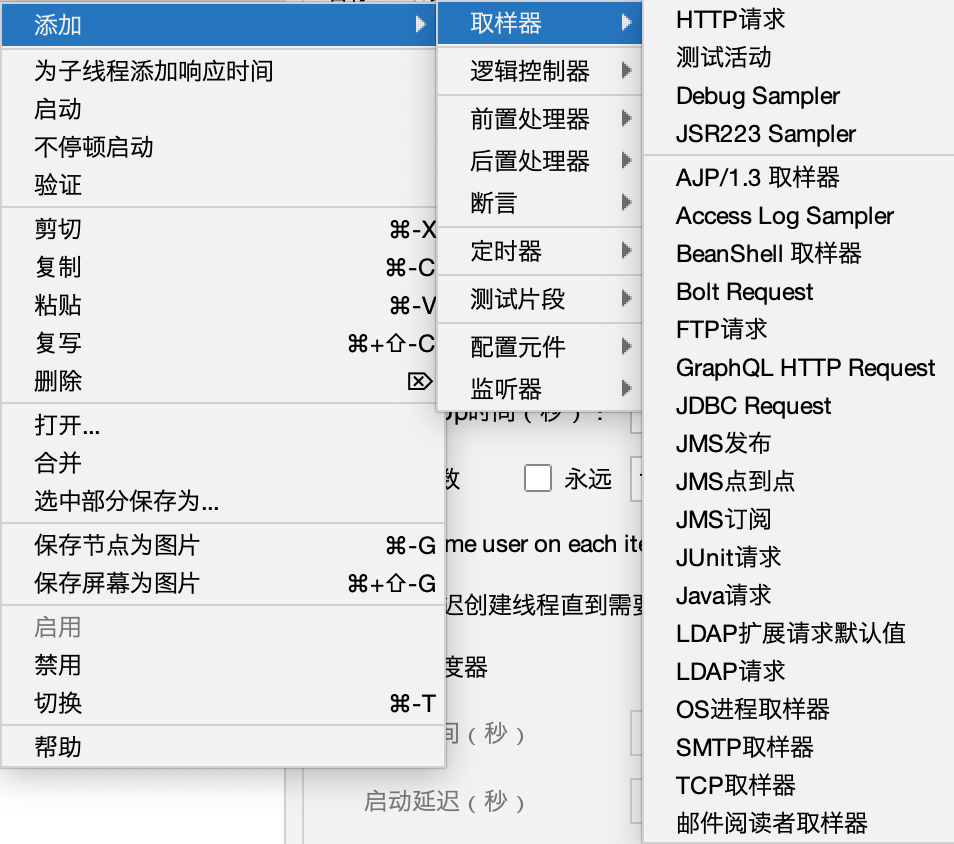 添加
为子线程添加响应时间
启动
不停顿启动
验证
剪切 ⌘-X
复制 ⌘-C
粘贴 ⌘-V
复写 ⌘+⇧-C
删除 ⌦
打开...
合并
选中部分保存为...
保存节点为图片 ⌘-G
保存屏幕为图片 ⌘+⇧-G
启用
禁用
切换 ⌘-T
帮助
取样器
逻辑控制器
前置处理器
后置处理器
断言
定时器
测试片段
配置元件
监听器
HTTP请求
测试活动
Debug Sampler
JSR223 Sampler
AJP/1.3 取样器
Access Log Sampler
BeanShell 取样器
Bolt Request
FTP请求
GraphQL HTTP Request
JDBC Request
JMS发布
JMS点到点
JMS订阅
JUnit请求
Java请求
LDAP扩展请求默认值
LDAP请求
OS进程取样器
SMTP取样器
TCP取样器
邮件阅读者取样器
时间（秒）：
数 永远
me user on each
迟创建线程直到需要
度器
间（秒）
启动延迟（秒）